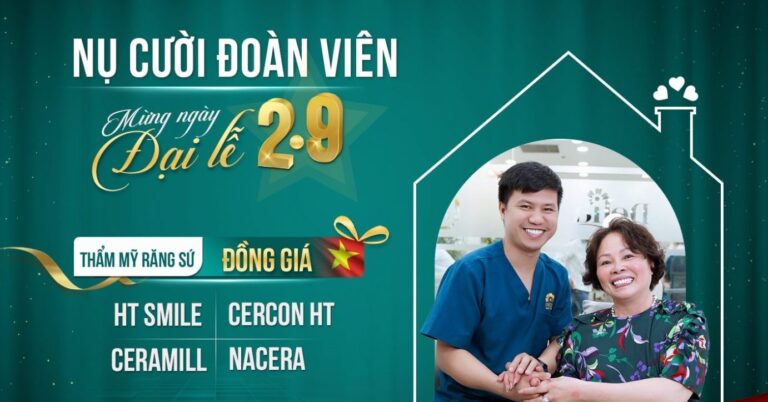 NỤ CƯỜI ĐOÀN VIÊN
Mừng ngày
Đại lễ 2.9
THẨM MỸ RĂNG SỨ ĐỒNG GIÁ
HT SMILE CERCON HT
CERAMILL NACERA